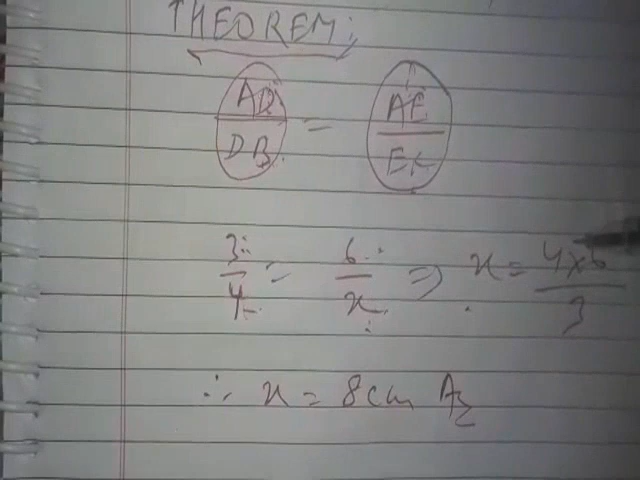 THEOREM:
AD/DB = AE/EC
3/4 = 6/x ⇒ x = 4×6/3
∴ x = 8cm Ans